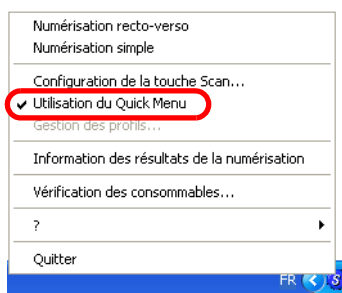 Numérisation recto-verso
Numérisation simple
Configuration de la touche Scan...
Utilisation du Quick Menu
Gestion des profils...
Information des résultats de la numérisation
Vérification des consommables...
?
Quitter
FR
S